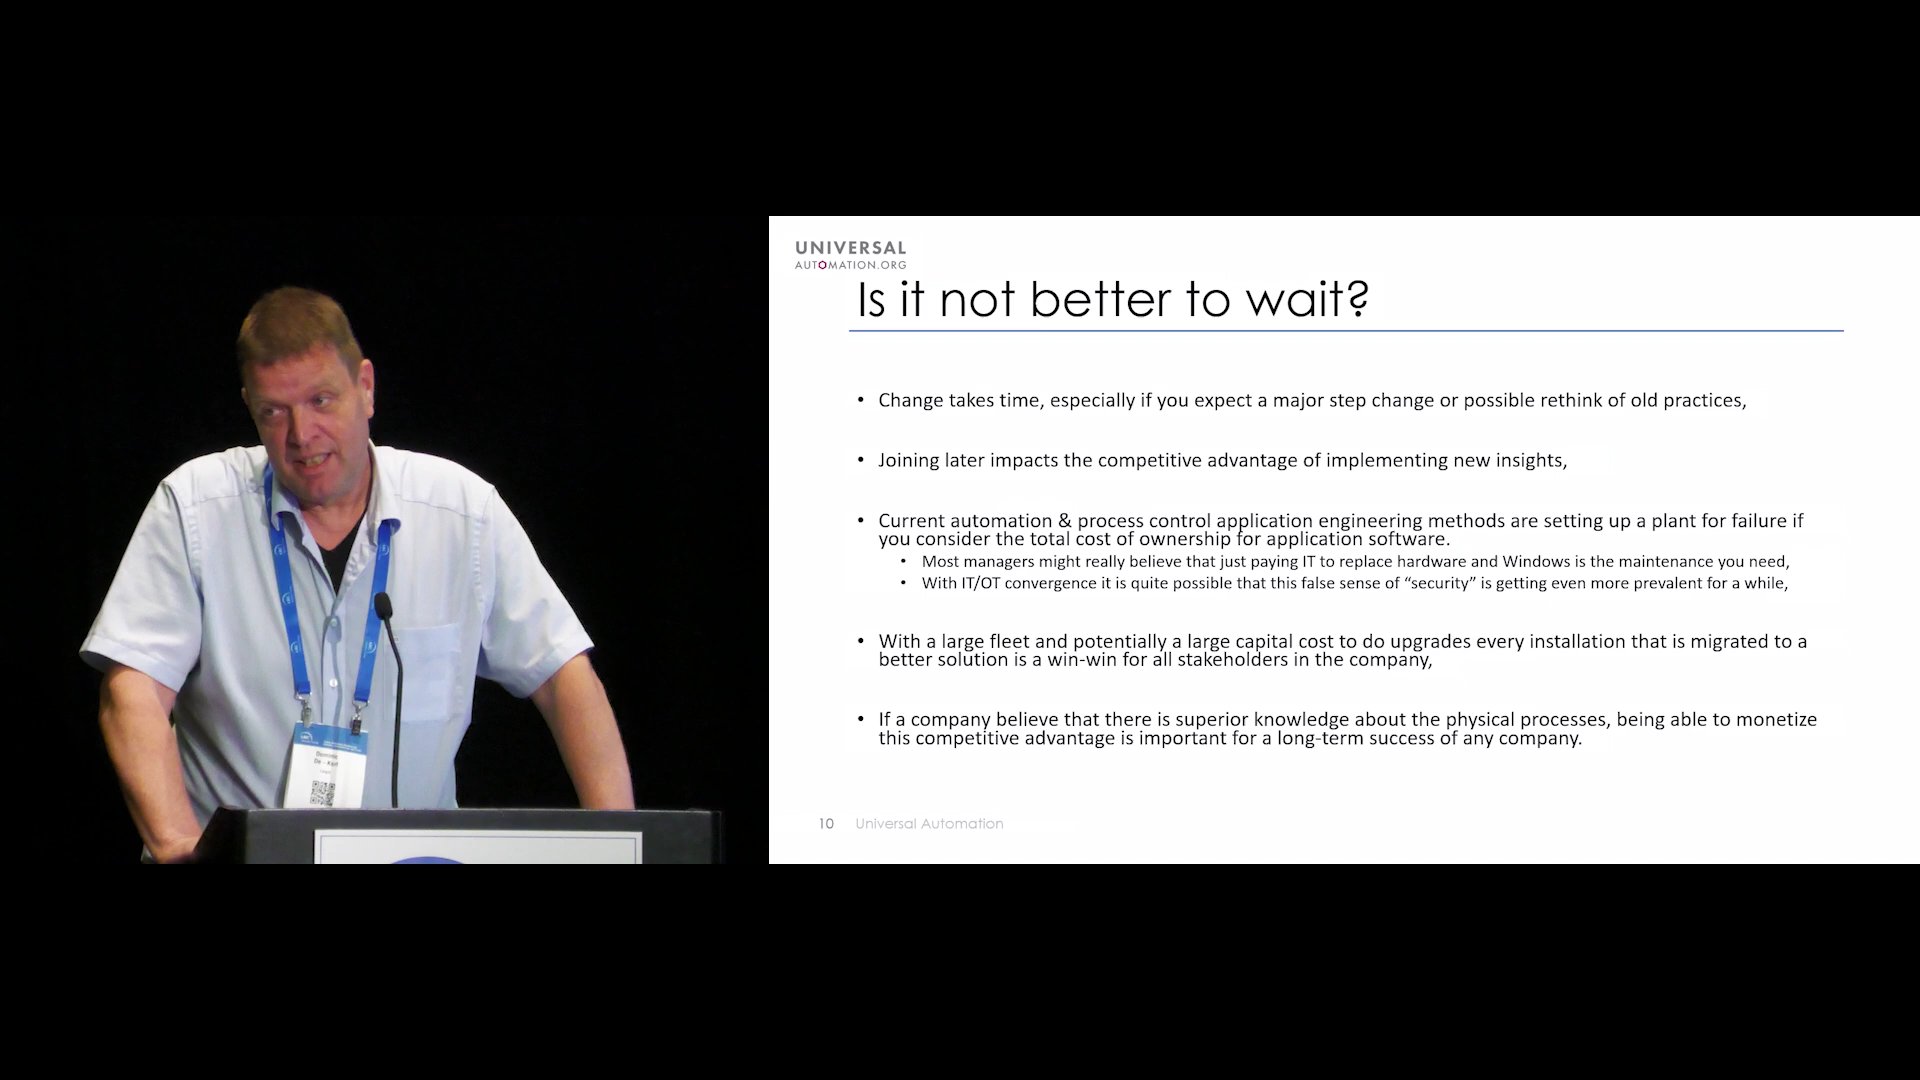 UNIVERSAL
AUTOMATION.ORG
Is it not better to wait?
• Change takes time, especially if you expect a major step change or possible rethink of old practices,
• Joining later impacts the competitive advantage of implementing new insights,
• Current automation & process control application engineering methods are setting up a plant for failure if
you consider the total cost of ownership for application software.
• Most managers might really believe that just paying IT to replace hardware and Windows is the maintenance you need,
• With IT/OT convergence it is quite possible that this false sense of “security” is getting even more prevalent for a while,
• With a large fleet and potentially a large capital cost to do upgrades every installation that is migrated to a
better solution is a win-win for all stakeholders in the company,
• If a company believe that there is superior knowledge about the physical processes, being able to monetize
this competitive advantage is important for a long-term success of any company.
10 Universal Automation